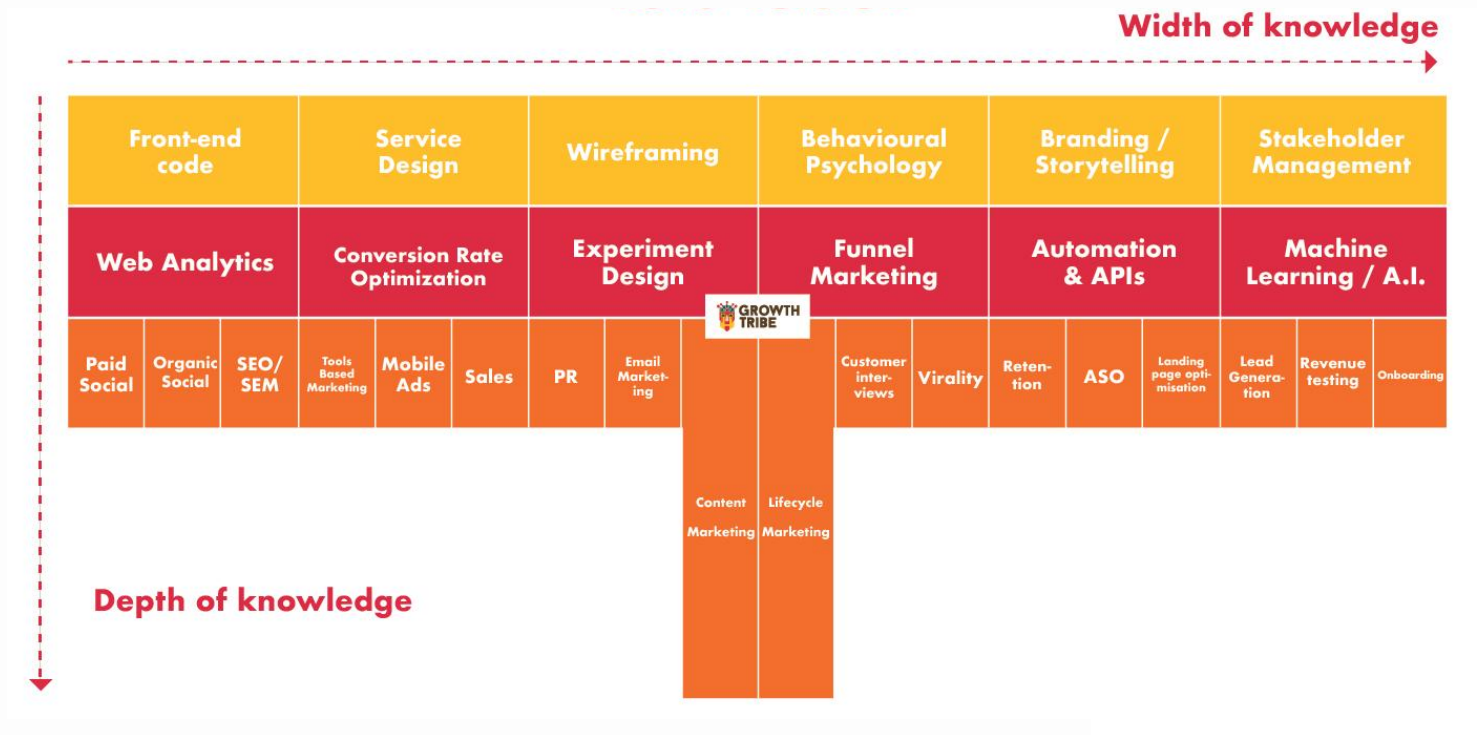 Width of knowledge
Front-end
code
Service
Design
Wireframing
Behavioural
Psychology
Branding /
Storytelling
Stakeholder
Management
Web Analytics
Conversion Rate
Optimization
Experiment
Design
Funnel
Marketing
Automation
& APIs
Machine
Learning / A.I.
GROWTH
TRIBE
Paid
Social
Organic
Social
SEO/
SEM
Tools
Based
Marketing
Mobile
Ads
Sales
PR
Email
Market-
ing
Customer
inter-
views
Virality
Reten-
tion
ASO
Landing
page opti-
misation
Lead
Genera-
tion
Revenue
testing
Onboarding
Content
Marketing
Lifecycle
Marketing
Depth of knowledge